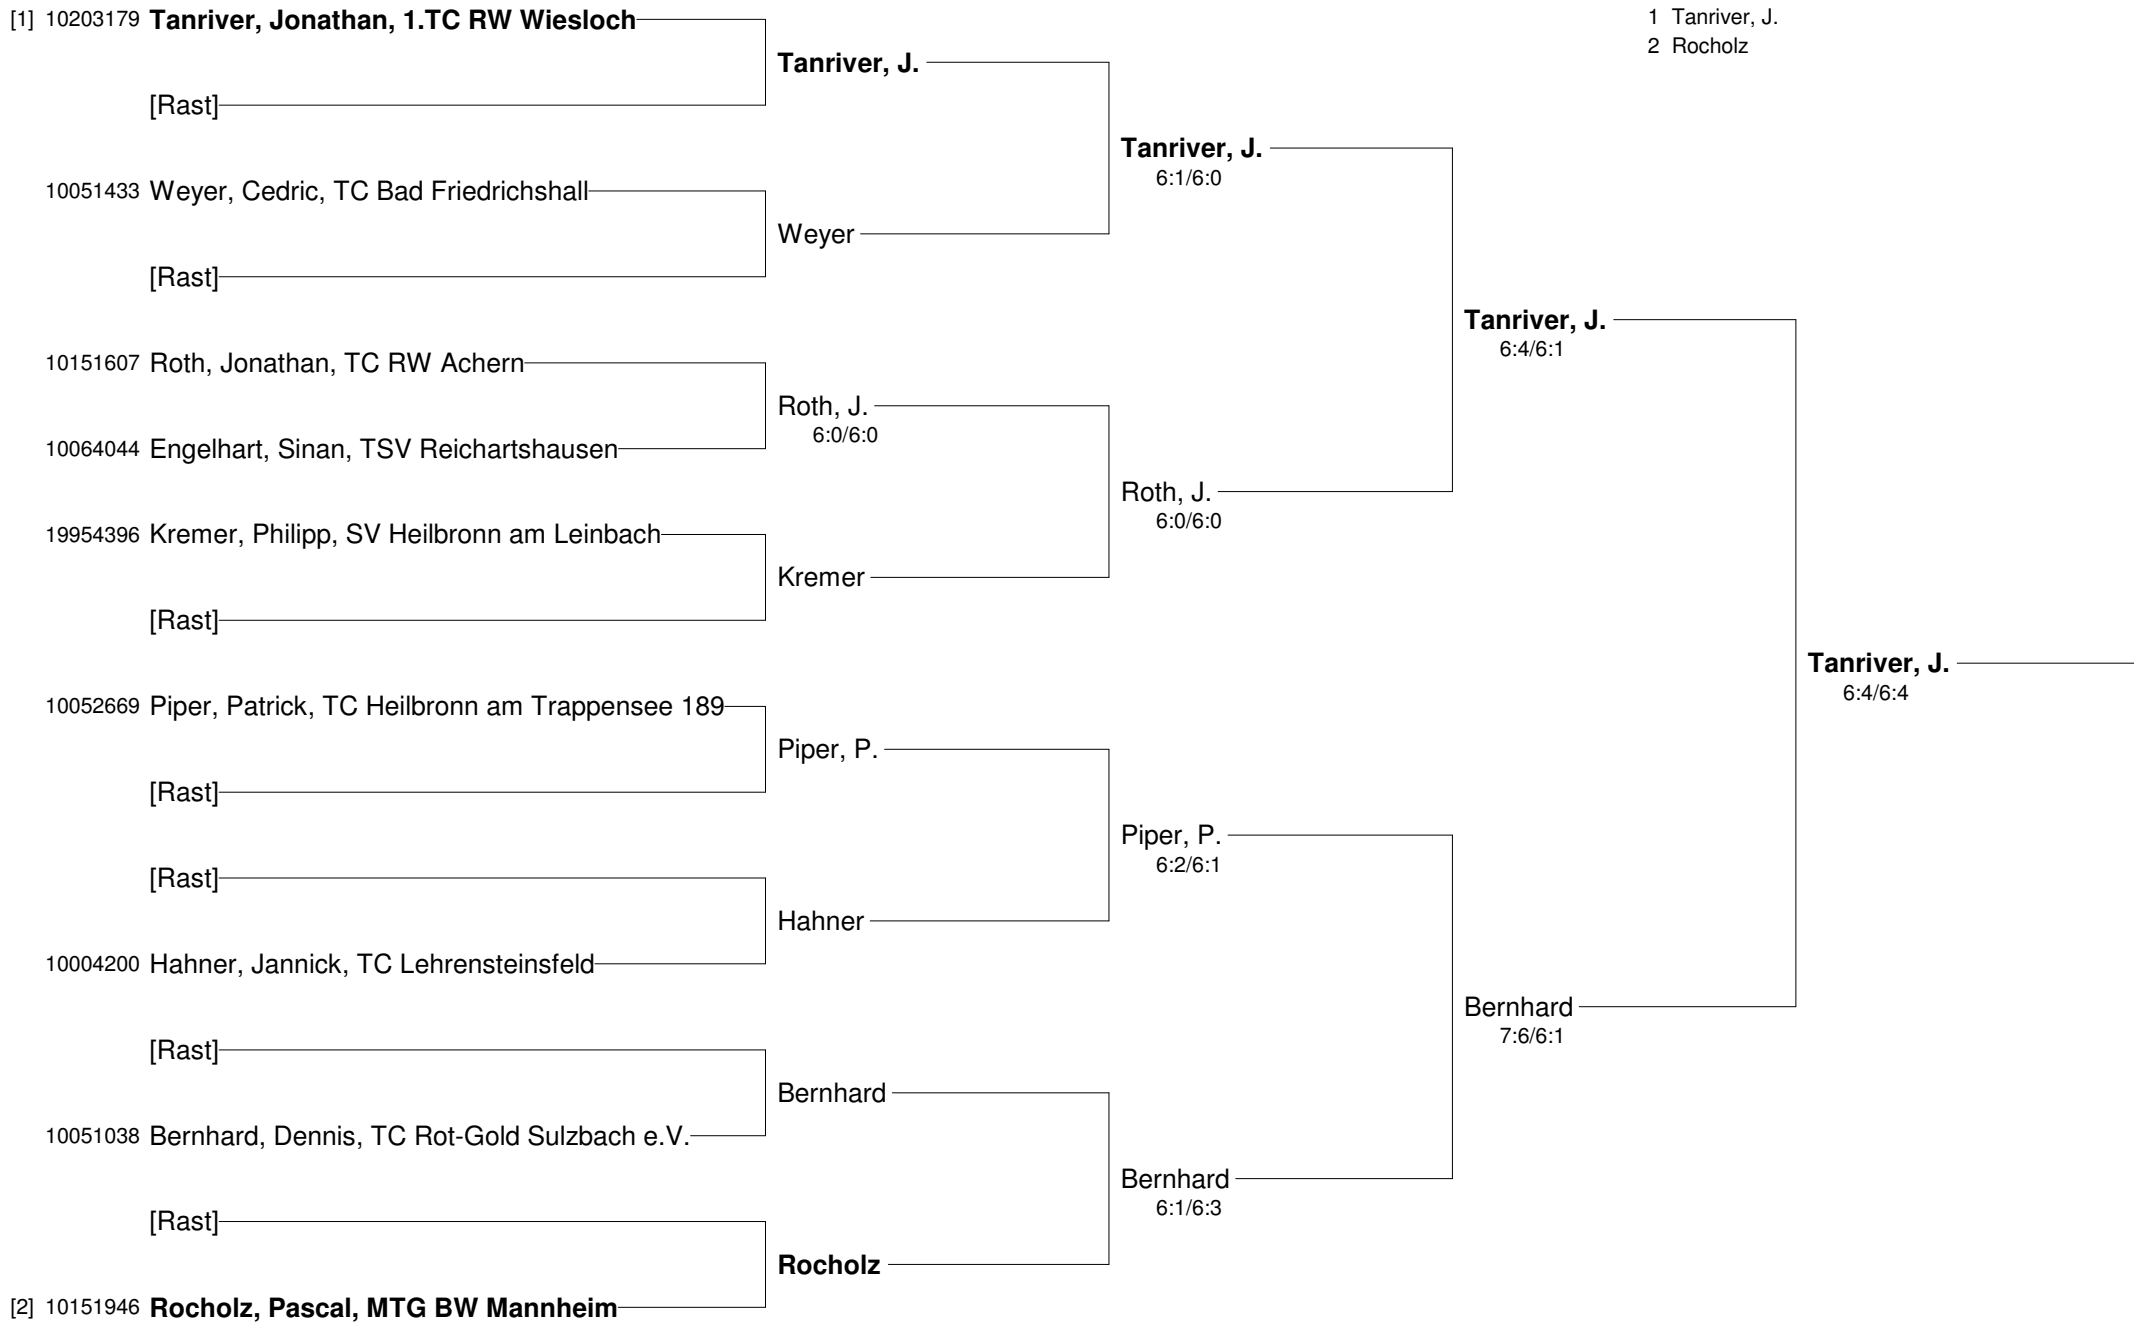 [1] 10203179 Tanriver, Jonathan, 1.TC RW Wiesloch
[Rast]
10051433 Weyer, Cedric, TC Bad Friedrichshall
[Rast]
10151607 Roth, Jonathan, TC RW Achern
10064044 Engelhart, Sinan, TSV Reichartshausen
19954396 Kremer, Philipp, SV Heilbronn am Leinbach
[Rast]
10052669 Piper, Patrick, TC Heilbronn am Trappensee 189
[Rast]
[Rast]
10004200 Hahner, Jannick, TC Lehrensteinsfeld
[Rast]
10051038 Bernhard, Dennis, TC Rot-Gold Sulzbach e.V.
[Rast]
[2] 10151946 Rocholz, Pascal, MTG BW Mannheim
Tanriver, J.
Weyer
Roth, J.
6:0/6:0
Kremer
Piper, P.
Hahner
Bernhard
Rocholz
Tanriver, J.
6:1/6:0
Roth, J.
6:0/6:0
Piper, P.
6:2/6:1
Bernhard
6:1/6:3
Tanriver, J.
6:4/6:1
Bernhard
7:6/6:1
Tanriver, J.
6:4/6:4
1 Tanriver, J.
2 Rocholz